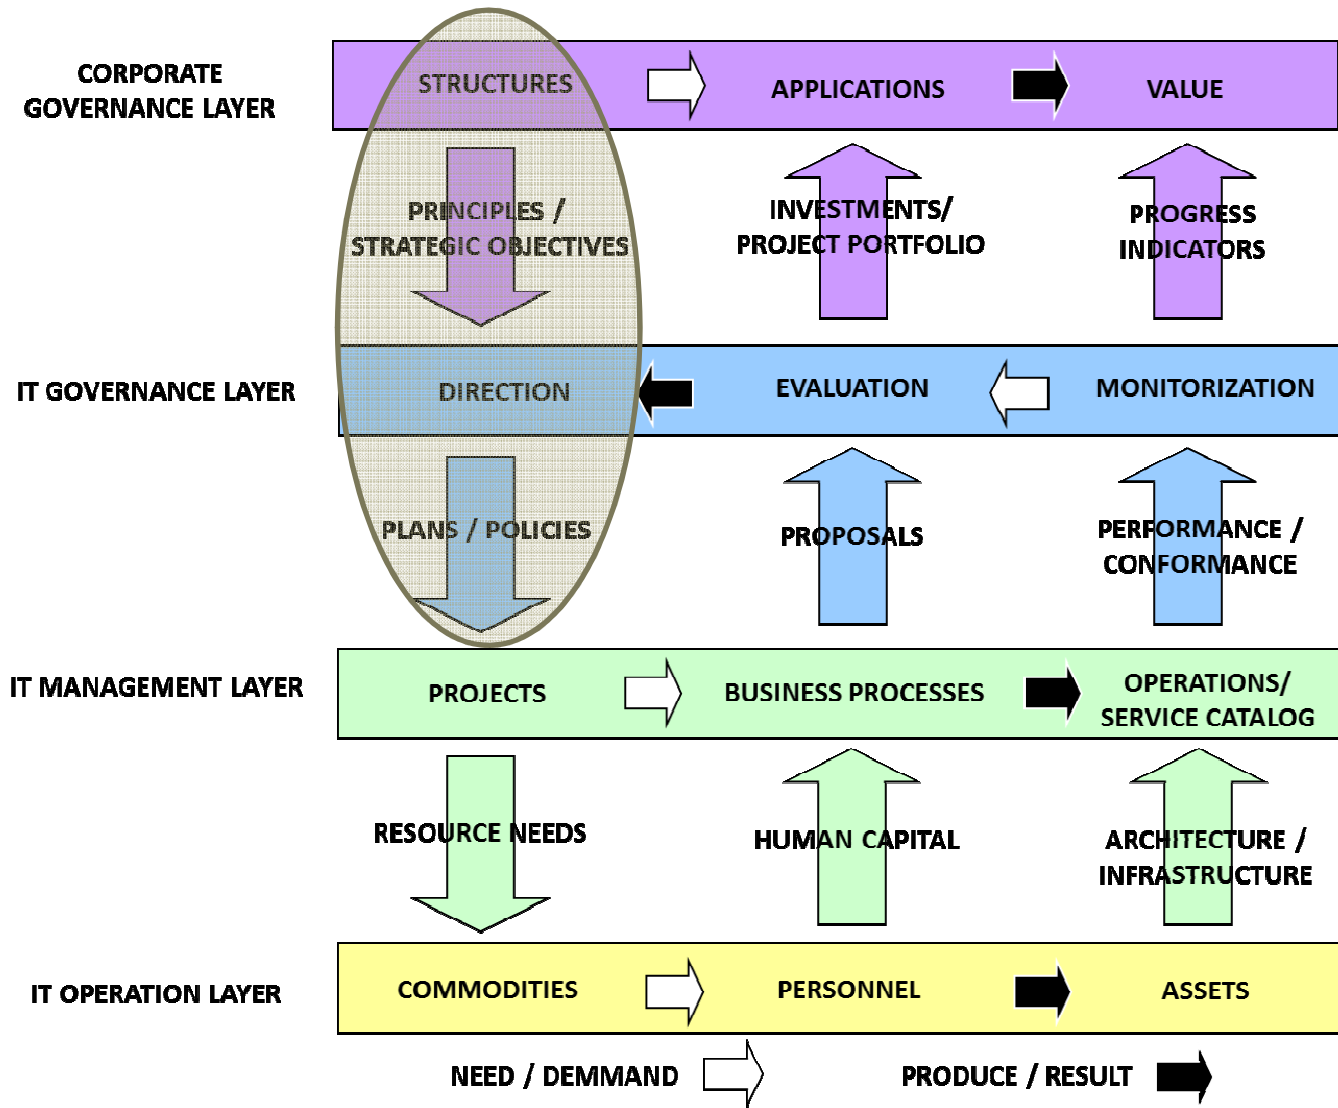 CORPORATE
GOVERNANCE LAYER
STRUCTURES
APPLICATIONS
VALUE
PRINCIPLES /
STRATEGIC OBJECTIVES
INVESTMENTS/
PROJECT PORTFOLIO
PROGRESS
INDICATORS
IT GOVERNANCE LAYER
DIRECTION
EVALUATION
MONITORIZATION
PLANS / POLICIES
PROPOSALS
PERFORMANCE /
CONFORMANCE
IT MANAGEMENT LAYER
PROJECTS
BUSINESS PROCESSES
OPERATIONS/
SERVICE CATALOG
RESOURCE NEEDS
HUMAN CAPITAL
ARCHITECTURE /
INFRASTRUCTURE
IT OPERATION LAYER
COMMODITIES
PERSONNEL
ASSETS
NEED / DEMMAND
PRODUCE / RESULT